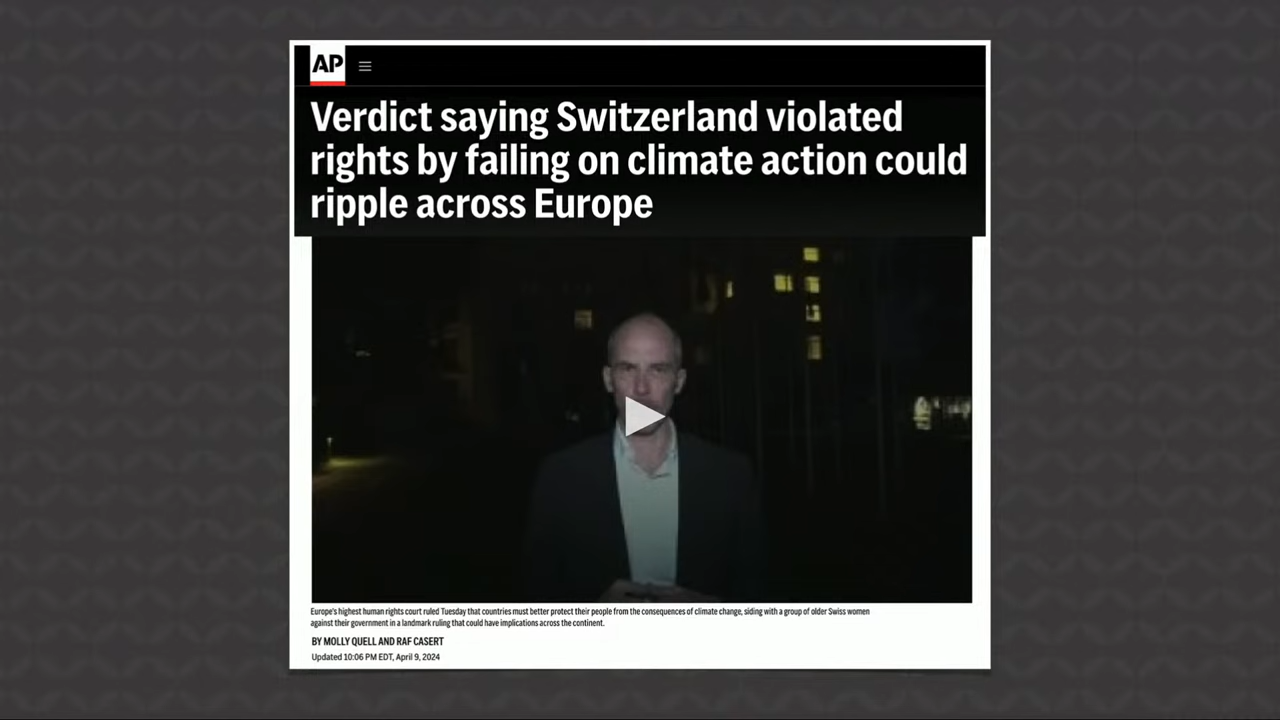 AP
Verdict saying Switzerland violated
rights by failing on climate action could
ripple across Europe
Europe's highest human rights court ruled Tuesday that countries must better protect their people from the consequences of climate change, siding with a group of older Swiss women
against their government in a landmark ruling that could have implications across the continent.
BY MOLLY QUELL AND RAF CASERT
Updated 10:06 PM EDT, April 9, 2024